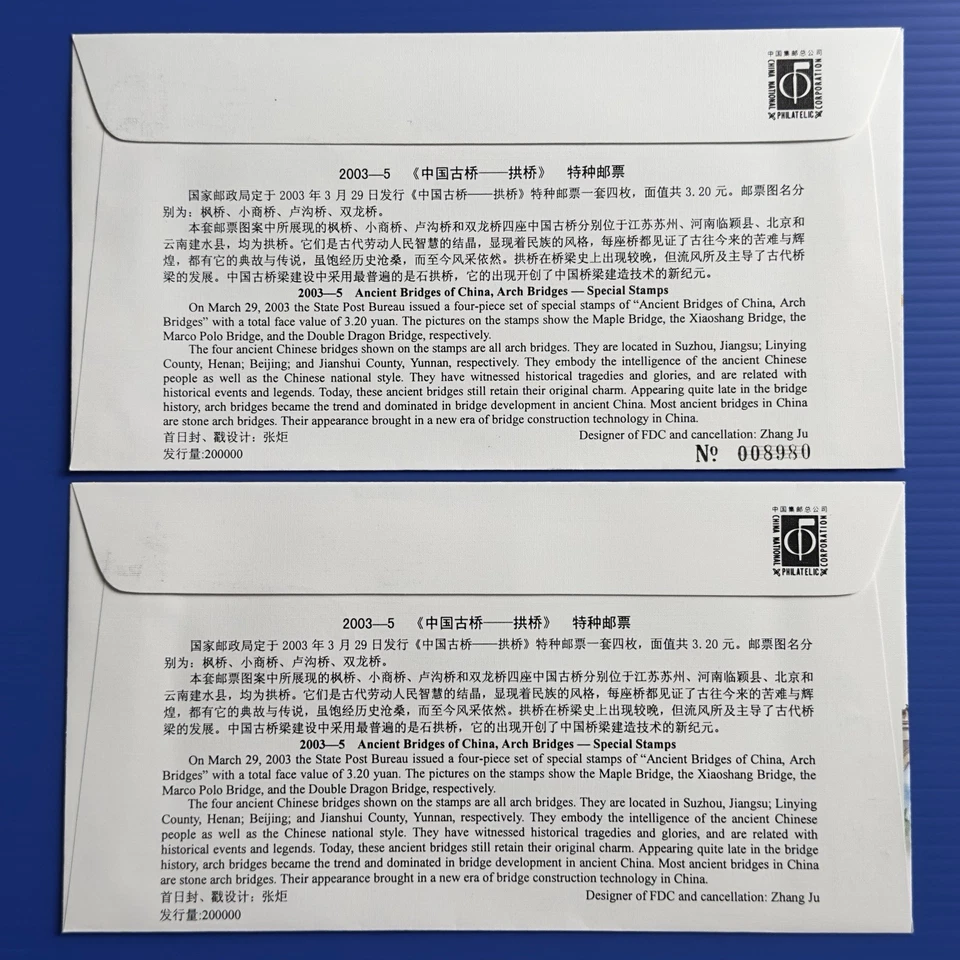 中国集邮总公司
CHINA NATIONAL
PHILATELIC
CORPORATION
2003—5 《中国古桥——拱桥》 特种邮票
国家邮政局定于 2003 年 3 月 29 日发行《中国古桥——拱桥》特种邮票一套四枚，面值共 3.20 元。邮票图名分
别为：枫桥、小商桥、卢沟桥、双龙桥。
本套邮票图案中所展现的枫桥、小商桥、卢沟桥和双龙桥四座中国古桥分别位于江苏苏州、河南临颍县、北京和
云南建水县，均为拱桥。它们是古代劳动人民智慧的结晶，显现着民族的风格，每座桥都见证了古往今来的苦难与辉
煌，都有它的典故与传说，虽饱经历史沧桑，而至今风采依然。拱桥在桥梁史上出现较晚，但流风所及主导了古代桥
梁的发展。中国古桥梁建设中采用最普遍的是石拱桥，它的出现开创了中国桥梁建造技术的新纪元。
2003—5 Ancient Bridges of China, Arch Bridges — Special Stamps
On March 29, 2003 the State Post Bureau issued a four-piece set of special stamps of “Ancient Bridges of China, Arch
Bridges” with a total face value of 3.20 yuan. The pictures on the stamps show the Maple Bridge, the Xiaoshang Bridge, the
Marco Polo Bridge, and the Double Dragon Bridge, respectively.
The four ancient Chinese bridges shown on the stamps are all arch bridges. They are located in Suzhou, Jiangsu; Linying
County, Henan; Beijing; and Jianshui County, Yunnan, respectively. They embody the intelligence of the ancient Chinese
people as well as the Chinese national style. They have witnessed historical tragedies and glories, and are related with
historical events and legends. Today, these ancient bridges still retain their original charm. Appearing quite late in the bridge
history, arch bridges became the trend and dominated in bridge development in ancient China. Most ancient bridges in China
are stone arch bridges. Their appearance brought in a new era of bridge construction technology in China.
首日封、戳设计：张炬 Designer of FDC and cancellation: Zhang Ju
发行量:200000 Nº 008980
中国集邮总公司
CHINA NATIONAL
PHILATELIC
CORPORATION
2003—5 《中国古桥——拱桥》 特种邮票
国家邮政局定于 2003 年 3 月 29 日发行《中国古桥——拱桥》特种邮票一套四枚，面值共 3.20 元。邮票图名分
别为：枫桥、小商桥、卢沟桥、双龙桥。
本套邮票图案中所展现的枫桥、小商桥、卢沟桥和双龙桥四座中国古桥分别位于江苏苏州、河南临颍县、北京和
云南建水县，均为拱桥。它们是古代劳动人民智慧的结晶，显现着民族的风格，每座桥都见证了古往今来的苦难与辉
煌，都有它的典故与传说，虽饱经历史沧桑，而至今风采依然。拱桥在桥梁史上出现较晚，但流风所及主导了古代桥
梁的发展。中国古桥梁建设中采用最普遍的是石拱桥，它的出现开创了中国桥梁建造技术的新纪元。
2003—5 Ancient Bridges of China, Arch Bridges — Special Stamps
On March 29, 2003 the State Post Bureau issued a four-piece set of special stamps of “Ancient Bridges of China, Arch
Bridges” with a total face value of 3.20 yuan. The pictures on the stamps show the Maple Bridge, the Xiaoshang Bridge, the
Marco Polo Bridge, and the Double Dragon Bridge, respectively.
The four ancient Chinese bridges shown on the stamps are all arch bridges. They are located in Suzhou, Jiangsu; Linying
County, Henan; Beijing; and Jianshui County, Yunnan, respectively. They embody the intelligence of the ancient Chinese
people as well as the Chinese national style. They have witnessed historical tragedies and glories, and are related with
historical events and legends. Today, these ancient bridges still retain their original charm. Appearing quite late in the bridge
history, arch bridges became the trend and dominated in bridge development in ancient China. Most ancient bridges in China
are stone arch bridges. Their appearance brought in a new era of bridge construction technology in China.
首日封、戳设计：张炬 Designer of FDC and cancellation: Zhang Ju
发行量:200000